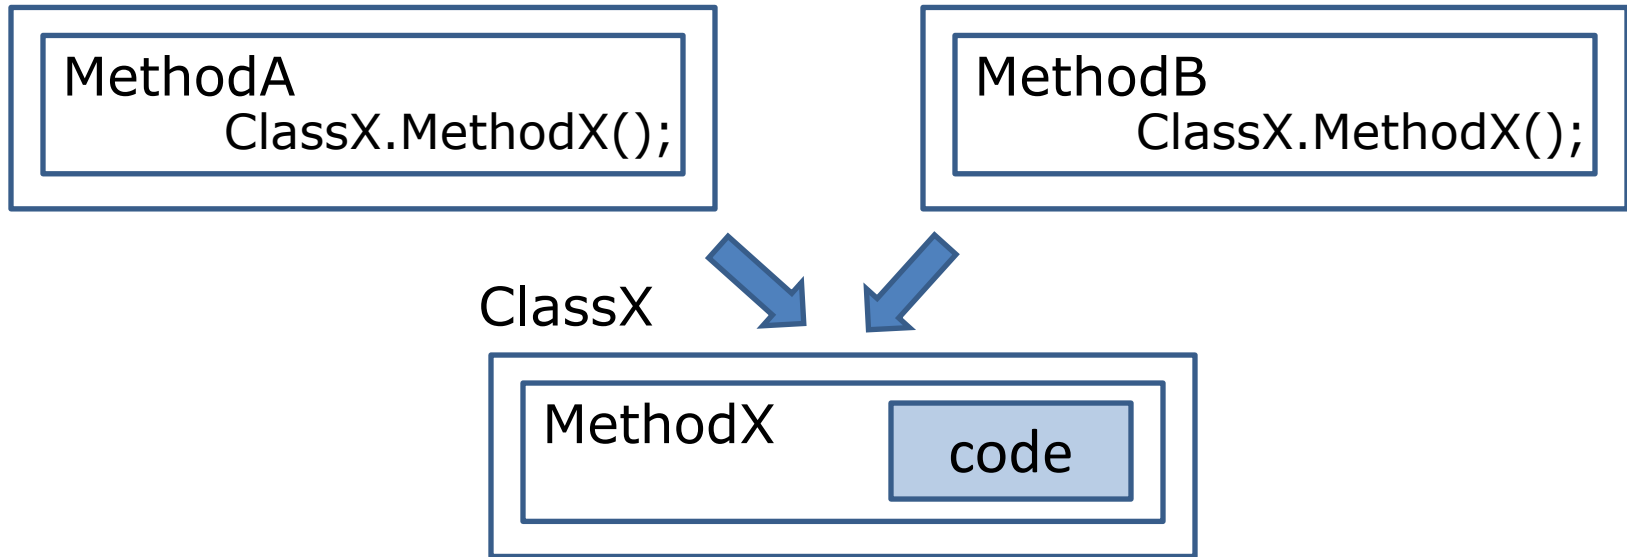 MethodA
ClassX.MethodX();
MethodB
ClassX.MethodX();
ClassX
MethodX
code